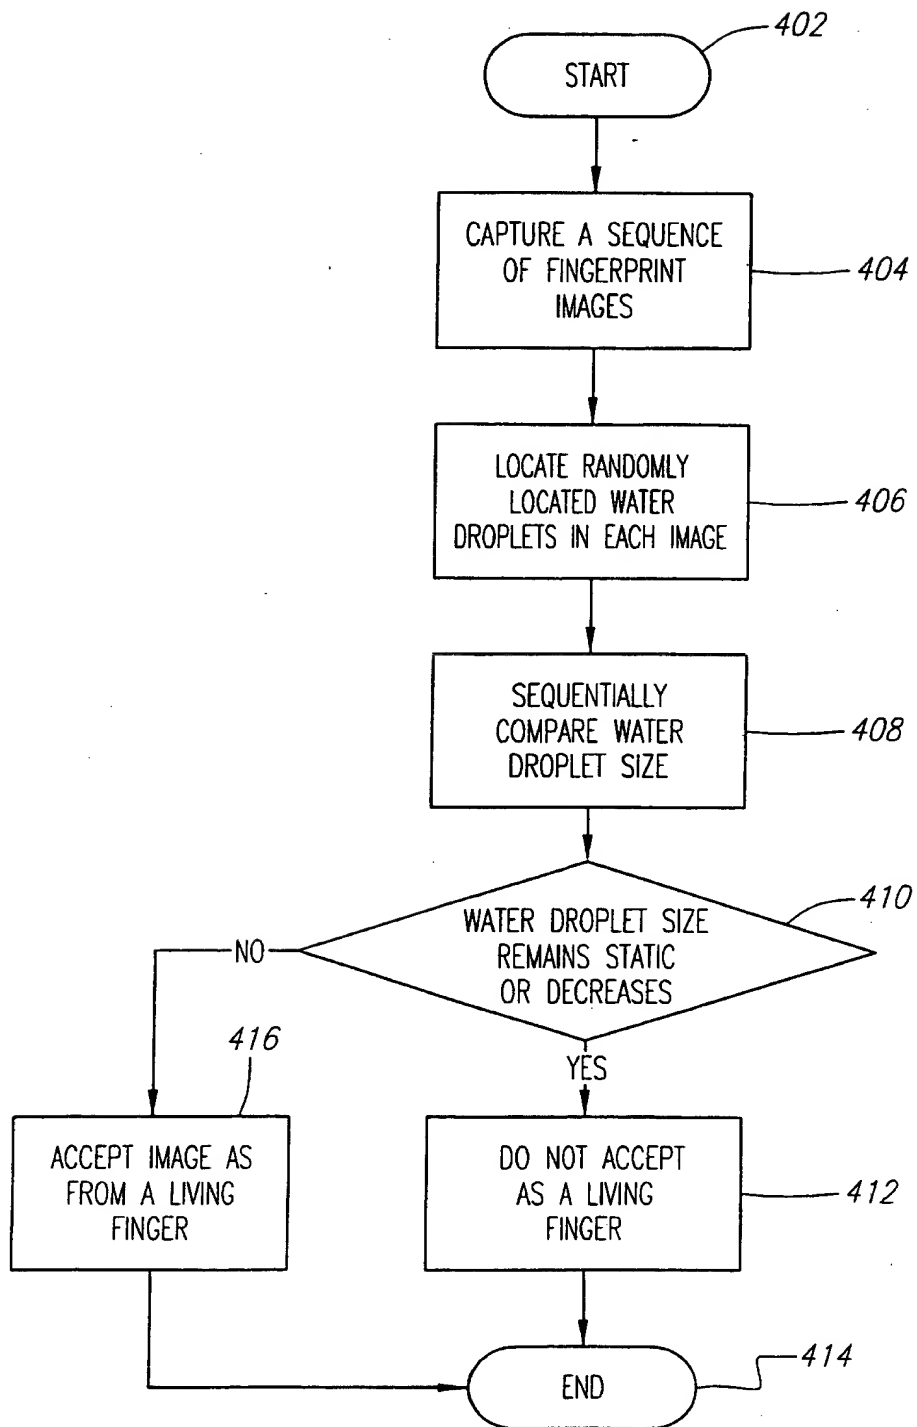 402
START
CAPTURE A SEQUENCE
OF FINGERPRINT
IMAGES
404
LOCATE RANDOMLY
LOCATED WATER
DROPLETS IN EACH IMAGE
406
SEQUENTIALLY
COMPARE WATER
DROPLET SIZE
408
410
WATER DROPLET SIZE
REMAINS STATIC
OR DECREASES
NO
YES
416
ACCEPT IMAGE AS
FROM A LIVING
FINGER
DO NOT ACCEPT
AS A LIVING
FINGER
412
END
414